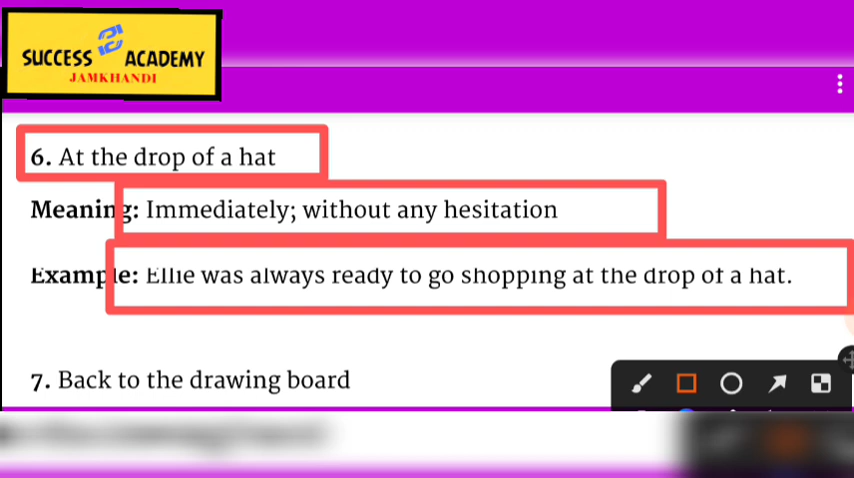 SUCCESS ACADEMY
JAMKHANDI
6. At the drop of a hat
Meaning: Immediately; without any hesitation
Example: Ellie was always ready to go shopping at the drop of a hat.
7. Back to the drawing board